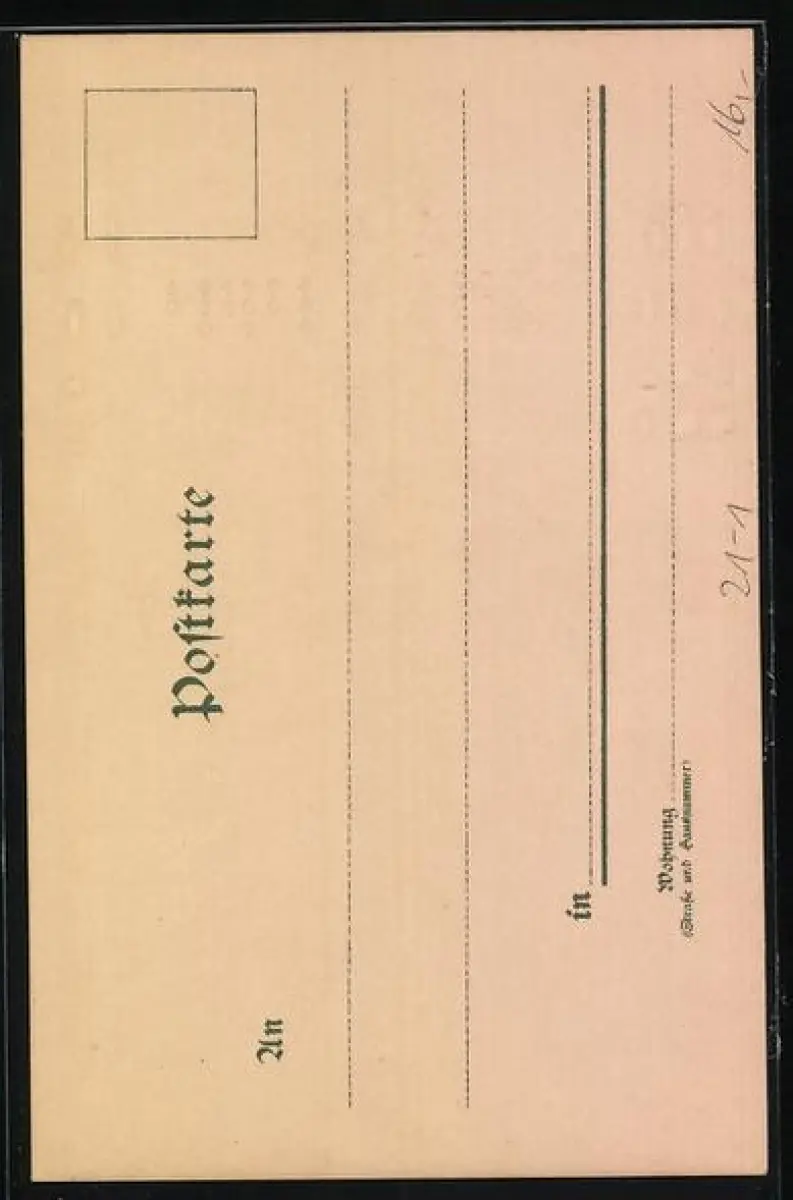 Postkarte
An
in
Wohnung
(Straße und Hausnummer)
21-1
16,-